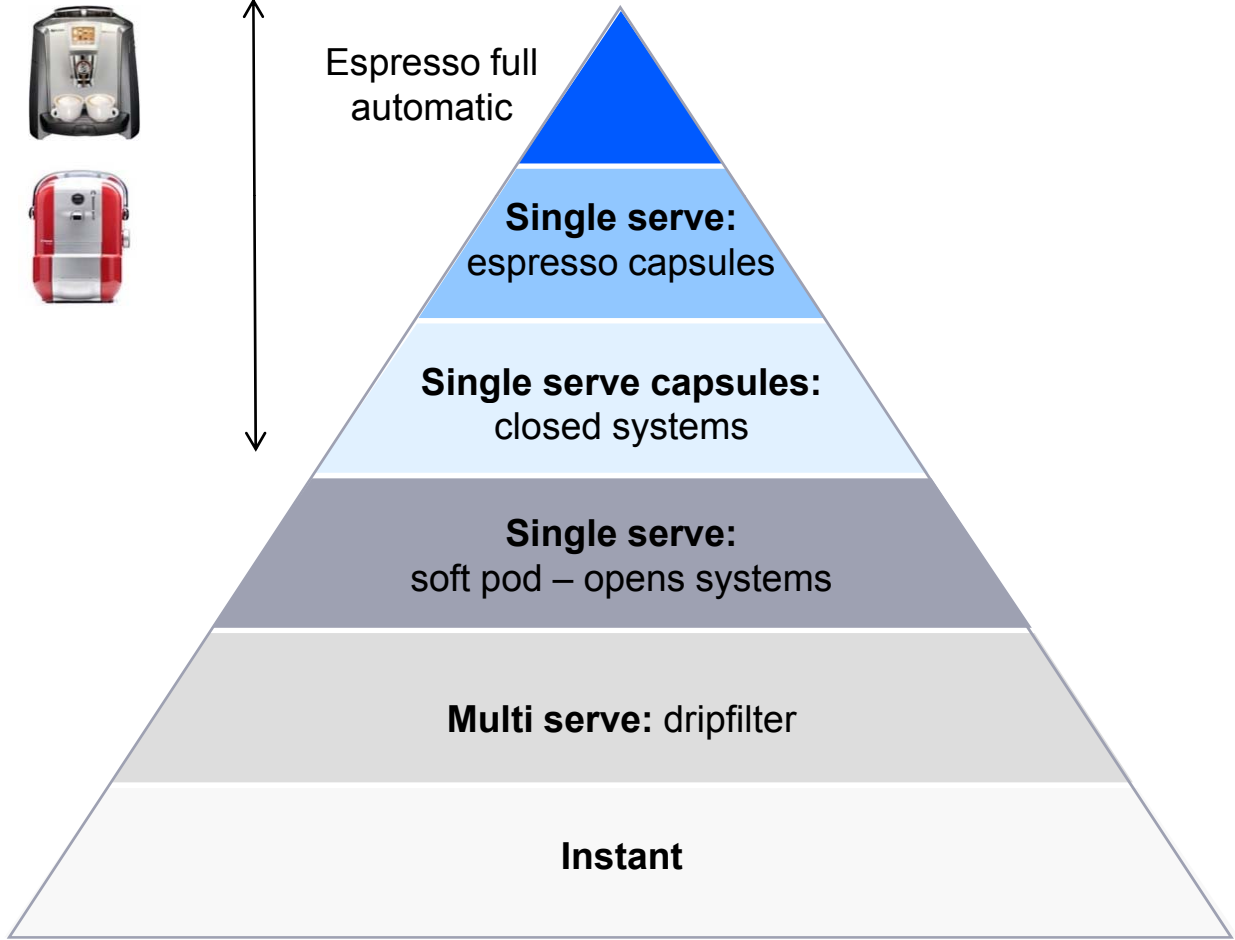 Espresso full
automatic
Single serve:
espresso capsules
Single serve capsules:
closed systems
Single serve:
soft pod – opens systems
Multi serve: dripfilter
Instant